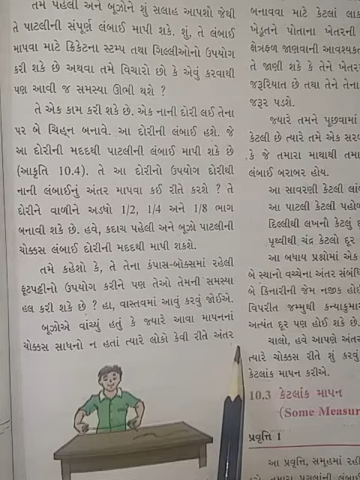 તમે પહેલી અને બૂઝોને શું સલાહ આપશો જેથી
તે પાટલીની સંપૂર્ણ લંબાઈ માપી શકે. શું, તે લંબાઈ
માપવા માટે ક્રિકેટના સ્ટમ્પ તથા ગિલ્લીઓનો ઉપયોગ
કરી શકે છે અથવા તમે વિચારો છો કે એવું કરવાથી
પણ આવી જ સમસ્યા ઊભી થશે ?
તે એક કામ કરી શકે છે. એક નાની દોરી લઈ તેના
પર બે ચિહ્ન બનાવે. આ દોરીની લંબાઈ હશે. જે
આ દોરીની મદદથી પાટલીની લંબાઈ માપી શકે છે
(આકૃતિ 10.4). તે આ દોરીનો ઉપયોગ દોરીથી
નાની લંબાઈનું અંતર માપવા કઈ રીતે કરશે ? તે
દોરીને વાળીને અડધો 1/2, 1/4 અને 1/8 ભાગ
બનાવી શકે છે. હવે, કદાચ પહેલી અને બૂઝો પાટલીની
ચોક્કસ લંબાઈ દોરીની મદદથી માપી શકશે.
તમે કહેશો કે, તે તેના કંપાસ-બોક્સમાં રહેલી
ફૂટપટ્ટીનો ઉપયોગ કરીને પણ તેઓ તેમની સમસ્યા
હલ કરી શકે છે ? હા, વાસ્તવમાં આવું કરવું જોઈએ.
બૂઝોએ વાંચ્યું હતું કે જ્યારે આવા માપનનાં
ચોક્કસ સાધનો ન હતાં ત્યારે લોકો કેવી રીતે અંતર
બનાવવા માટે કેટલાં
ખેડૂતને પોતાના ખેતરની
ક્ષેત્રફળ જાણવાની આવશ્યક
તે જાણી શકે કે તેને ખેતર
જરૂરિયાત છે તથા તેને તેના
જરૂર પડશે.
જ્યારે તમને પૂછવામાં
કેટલી છે ત્યારે તમે એક સર
કે જે તમારા માથાથી તમા
લંબાઈ બરાબર હોય.
આ સાવરણી કેટલી લાં
આ પાટલી કેટલી પહો
દિલ્લીથી લખનૌ કેટલું દૂ
પૃથ્વીથી ચંદ્ર કેટલો દૂર
આ બધાય પ્રશ્નોમાં એક
બે સ્થાનો વચ્ચેના અંતર સંબંધિ
બે કિનારીની જેમ નજીક હોઈ
વિપરીત જમ્મુથી કન્યાકુમા
અત્યંત દૂર પણ હોઈ શકે છે.
ચાલો, હવે આપણે અંતર
ત્યારે ચોક્કસ રીતે શું કરવું
કેટલાંક માપન કરીએ.
10.3 કેટલાંક માપન
(Some Measur
પ્રવૃત્તિ 1
આ પ્રવૃત્તિ, સમૂહમાં રહી